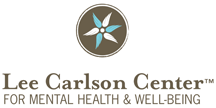 Lee Carlson Center™
FOR MENTAL HEALTH & WELL-BEING